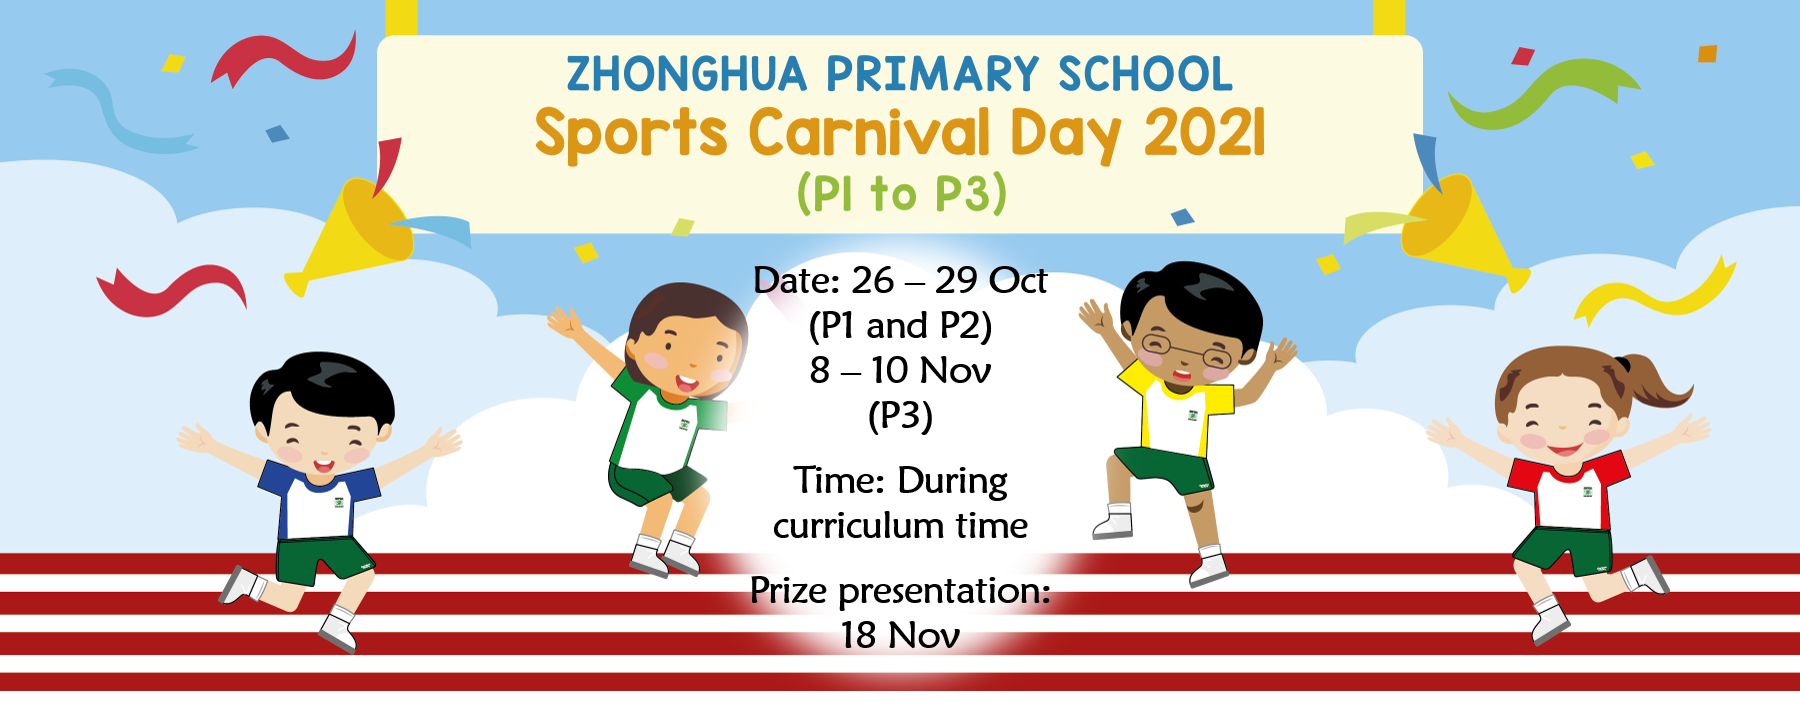 ZHONGHUA PRIMARY SCHOOL
Sports Carnival Day 2021
(P1 to P3)
Date: 26 – 29 Oct
(P1 and P2)
8 – 10 Nov
(P3)
Time: During
curriculum time
Prize presentation:
18 Nov